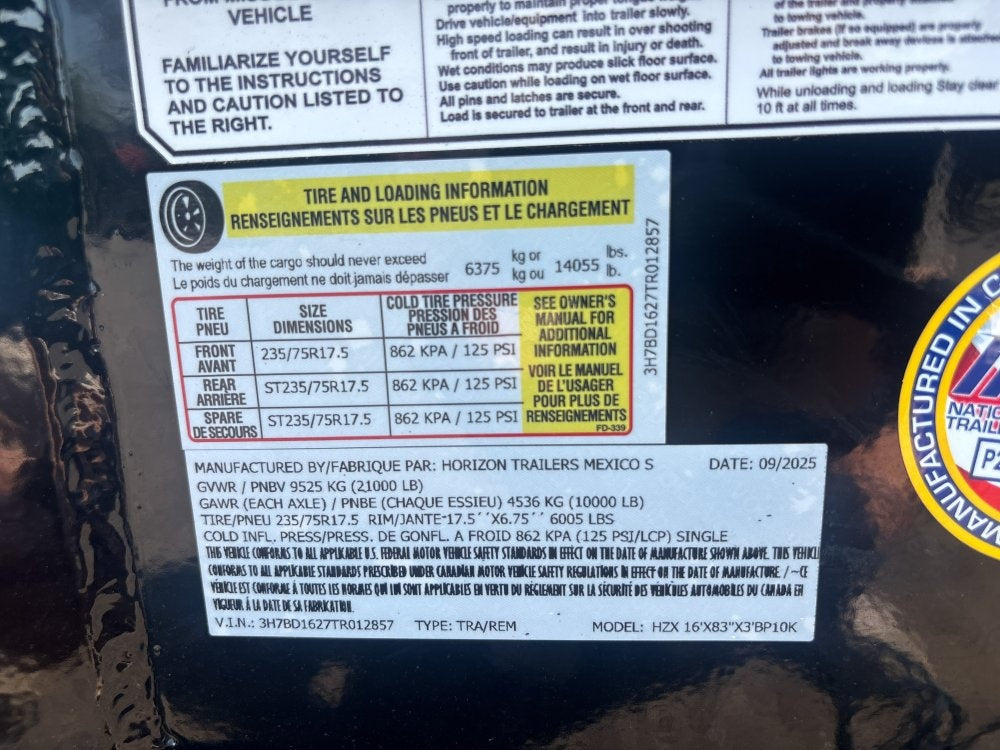 VEHICLE
FAMILIARIZE YOURSELF
TO THE INSTRUCTIONS
AND CAUTION LISTED TO
THE RIGHT.
properly to maintain proper
Drive vehicle/equipment into trailer slowly.
High speed loading can result in over shooting
front of trailer, and result in injury or death.
Wet conditions may produce slick floor surface.
Use caution while loading on wet floor surface.
All pins and latches are secure.
Load is secured to trailer at the front and rear.
of the trailer and properly
to towing vehicle.
Trailer brakes (if so equipped) are properly
adjusted and break away devices is attached
to towing vehicle.
All trailer lights are working properly.
While unloading and loading Stay clear
10 ft at all times.
TIRE AND LOADING INFORMATION
RENSEIGNEMENTS SUR LES PNEUS ET LE CHARGEMENT
The weight of the cargo should never exceed 6375 kg or 14055 lbs.
Le poids du chargement ne doit jamais dépasser kg ou lb.
TIRE PNEU
SIZE DIMENSIONS
COLD TIRE PRESSURE PRESSION DES PNEUS A FROID
FRONT AVANT 235/75R17.5 862 KPA / 125 PSI
REAR ARRIÈRE ST235/75R17.5 862 KPA / 125 PSI
SPARE DE SECOURS ST235/75R17.5 862 KPA / 125 PSI
SEE OWNER'S
MANUAL FOR
ADDITIONAL
INFORMATION
VOIR LE MANUEL
DE L'USAGER
POUR PLUS DE
RENSEIGNEMENTS
FD-339
3H7BD1627TR012857
MANUFACTURED BY/FABRIQUE PAR: HORIZON TRAILERS MEXICO S DATE: 09/2025
GVWR / PNBV 9525 KG (21000 LB)
GAWR (EACH AXLE) / PNBE (CHAQUE ESSIEU) 4536 KG (10000 LB)
TIRE/PNEU 235/75R17.5 RIM/JANTE-17.5´´X6.75´´ 6005 LBS
COLD INFL. PRESS/PRESS. DE GONFL. A FROID 862 KPA (125 PSI/LCP) SINGLE
THIS VEHICLE CONFORMS TO ALL APPLICABLE U.S. FEDERAL MOTOR VEHICLE SAFETY STANDARDS IN EFFECT ON THE DATE OF MANUFACTURE SHOWN ABOVE. THIS VEHICLE
CONFORMS TO ALL APPLICABLE STANDARDS PRESCRIBED UNDER CANADIAN MOTOR VEHICLE SAFETY REGULATIONS IN EFFECT ON THE DATE OF MANUFACTURE. / ~CE
VÉHICLE EST CONFORME À TOUTES LES NORMES QUI LUI SONT APPLICABLES EN VERTU DU RÈGLEMENT SUR LA SÉCURITÉ DES VÉHICULES AUTOMOBILES DU CANADA EN
VIGUEUR À LA DATE DE SA FABRICATION.
V.I.N.: 3H7BD1627TR012857 TYPE: TRA/REM MODEL: HZX 16'X83"X3'BP10K
MANUFACTURED IN